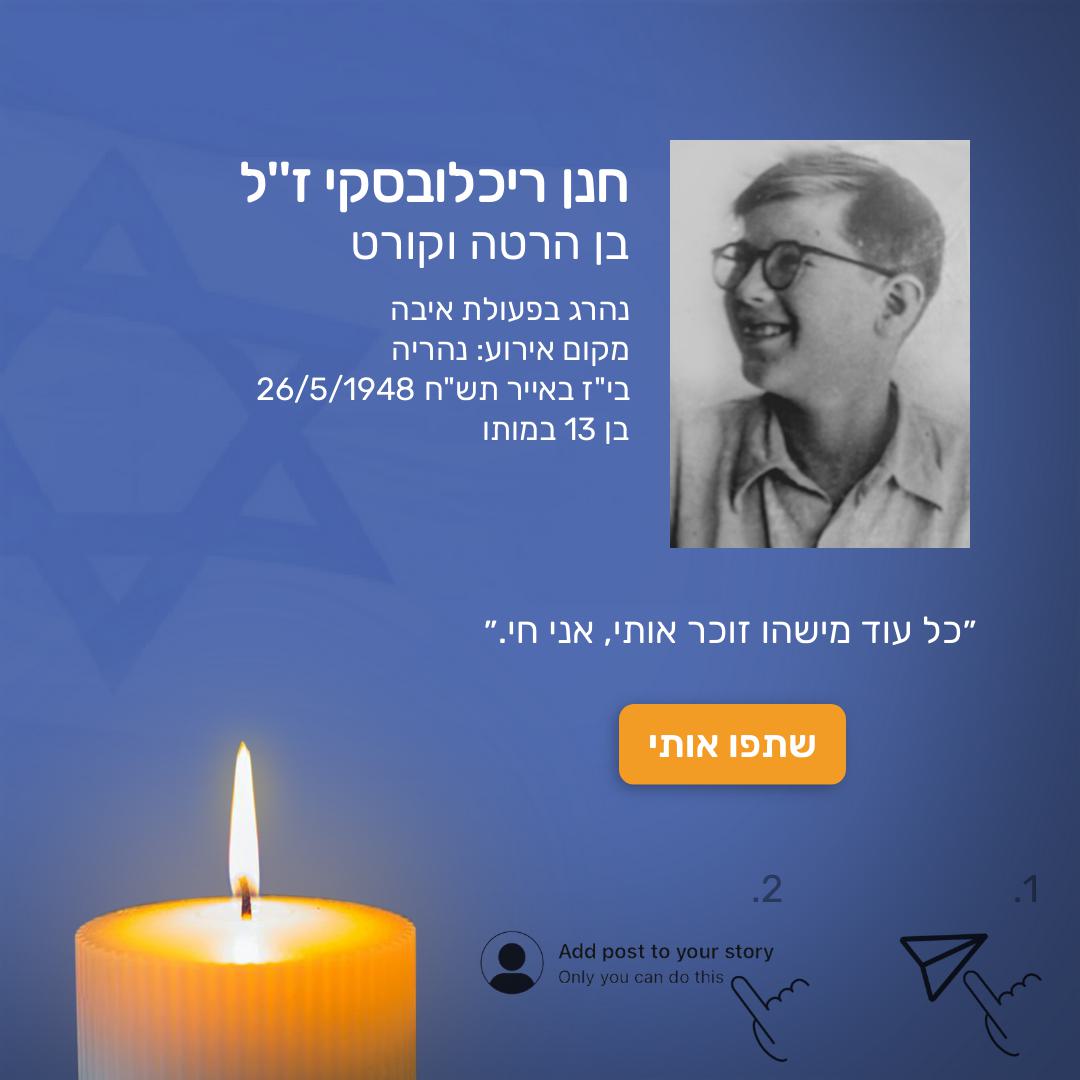 חנן ריכלובסקי ז"ל
בן הרטה וקורט
נהרג בפעולת איבה
מקום אירוע: נהריה
בי"ז באייר תש"ח 26/5/1948
בן 13 במותו
״כל עוד מישהו זוכר אותי, אני חי.״
שתפו אותי
1.
2.
Add post to your story
Only you can do this